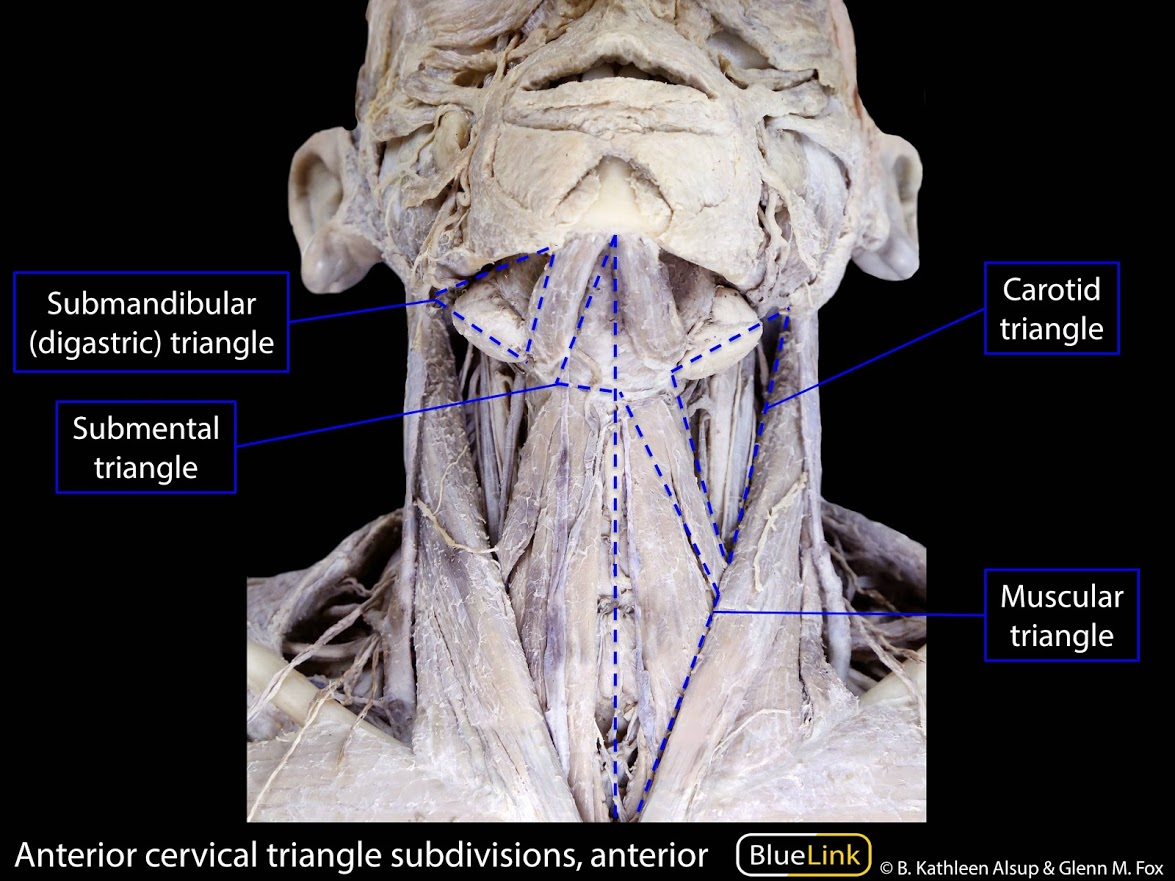 Submandibular
(digastric) triangle
Submental
triangle
Carotid
triangle
Muscular
triangle
Anterior cervical triangle subdivisions, anterior
BlueLink
© B. Kathleen Alsup & Glenn M. Fox